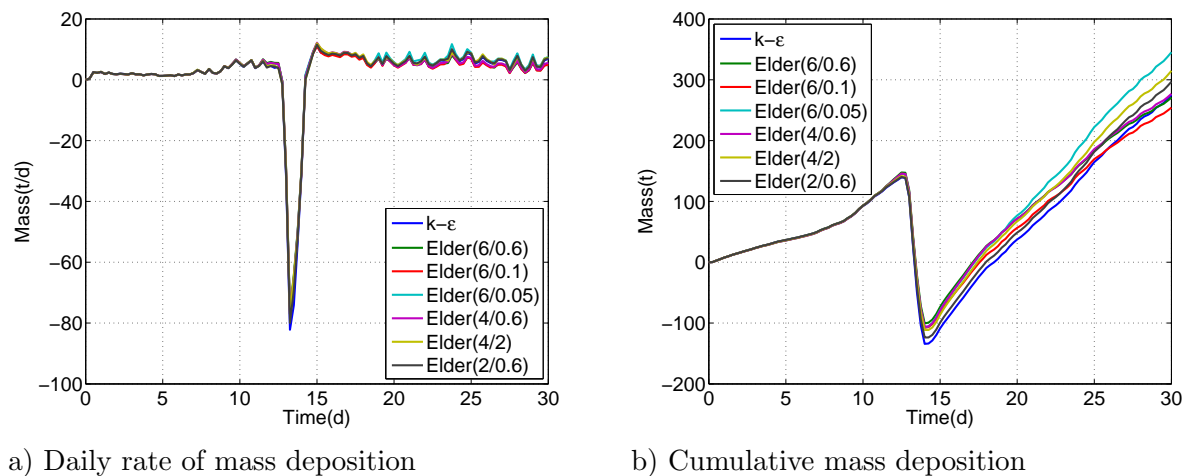 20
0
−20
−40
−60
−80
−100
Mass(t/d)
0 5 10 15 20 25 30
Time(d)
k−ε
Elder(6/0.6)
Elder(6/0.1)
Elder(6/0.05)
Elder(4/0.6)
Elder(4/2)
Elder(2/0.6)
a) Daily rate of mass deposition
400
300
200
100
0
−100
−200
Mass(t)
0 5 10 15 20 25 30
Time(d)
k−ε
Elder(6/0.6)
Elder(6/0.1)
Elder(6/0.05)
Elder(4/0.6)
Elder(4/2)
Elder(2/0.6)
b) Cumulative mass deposition